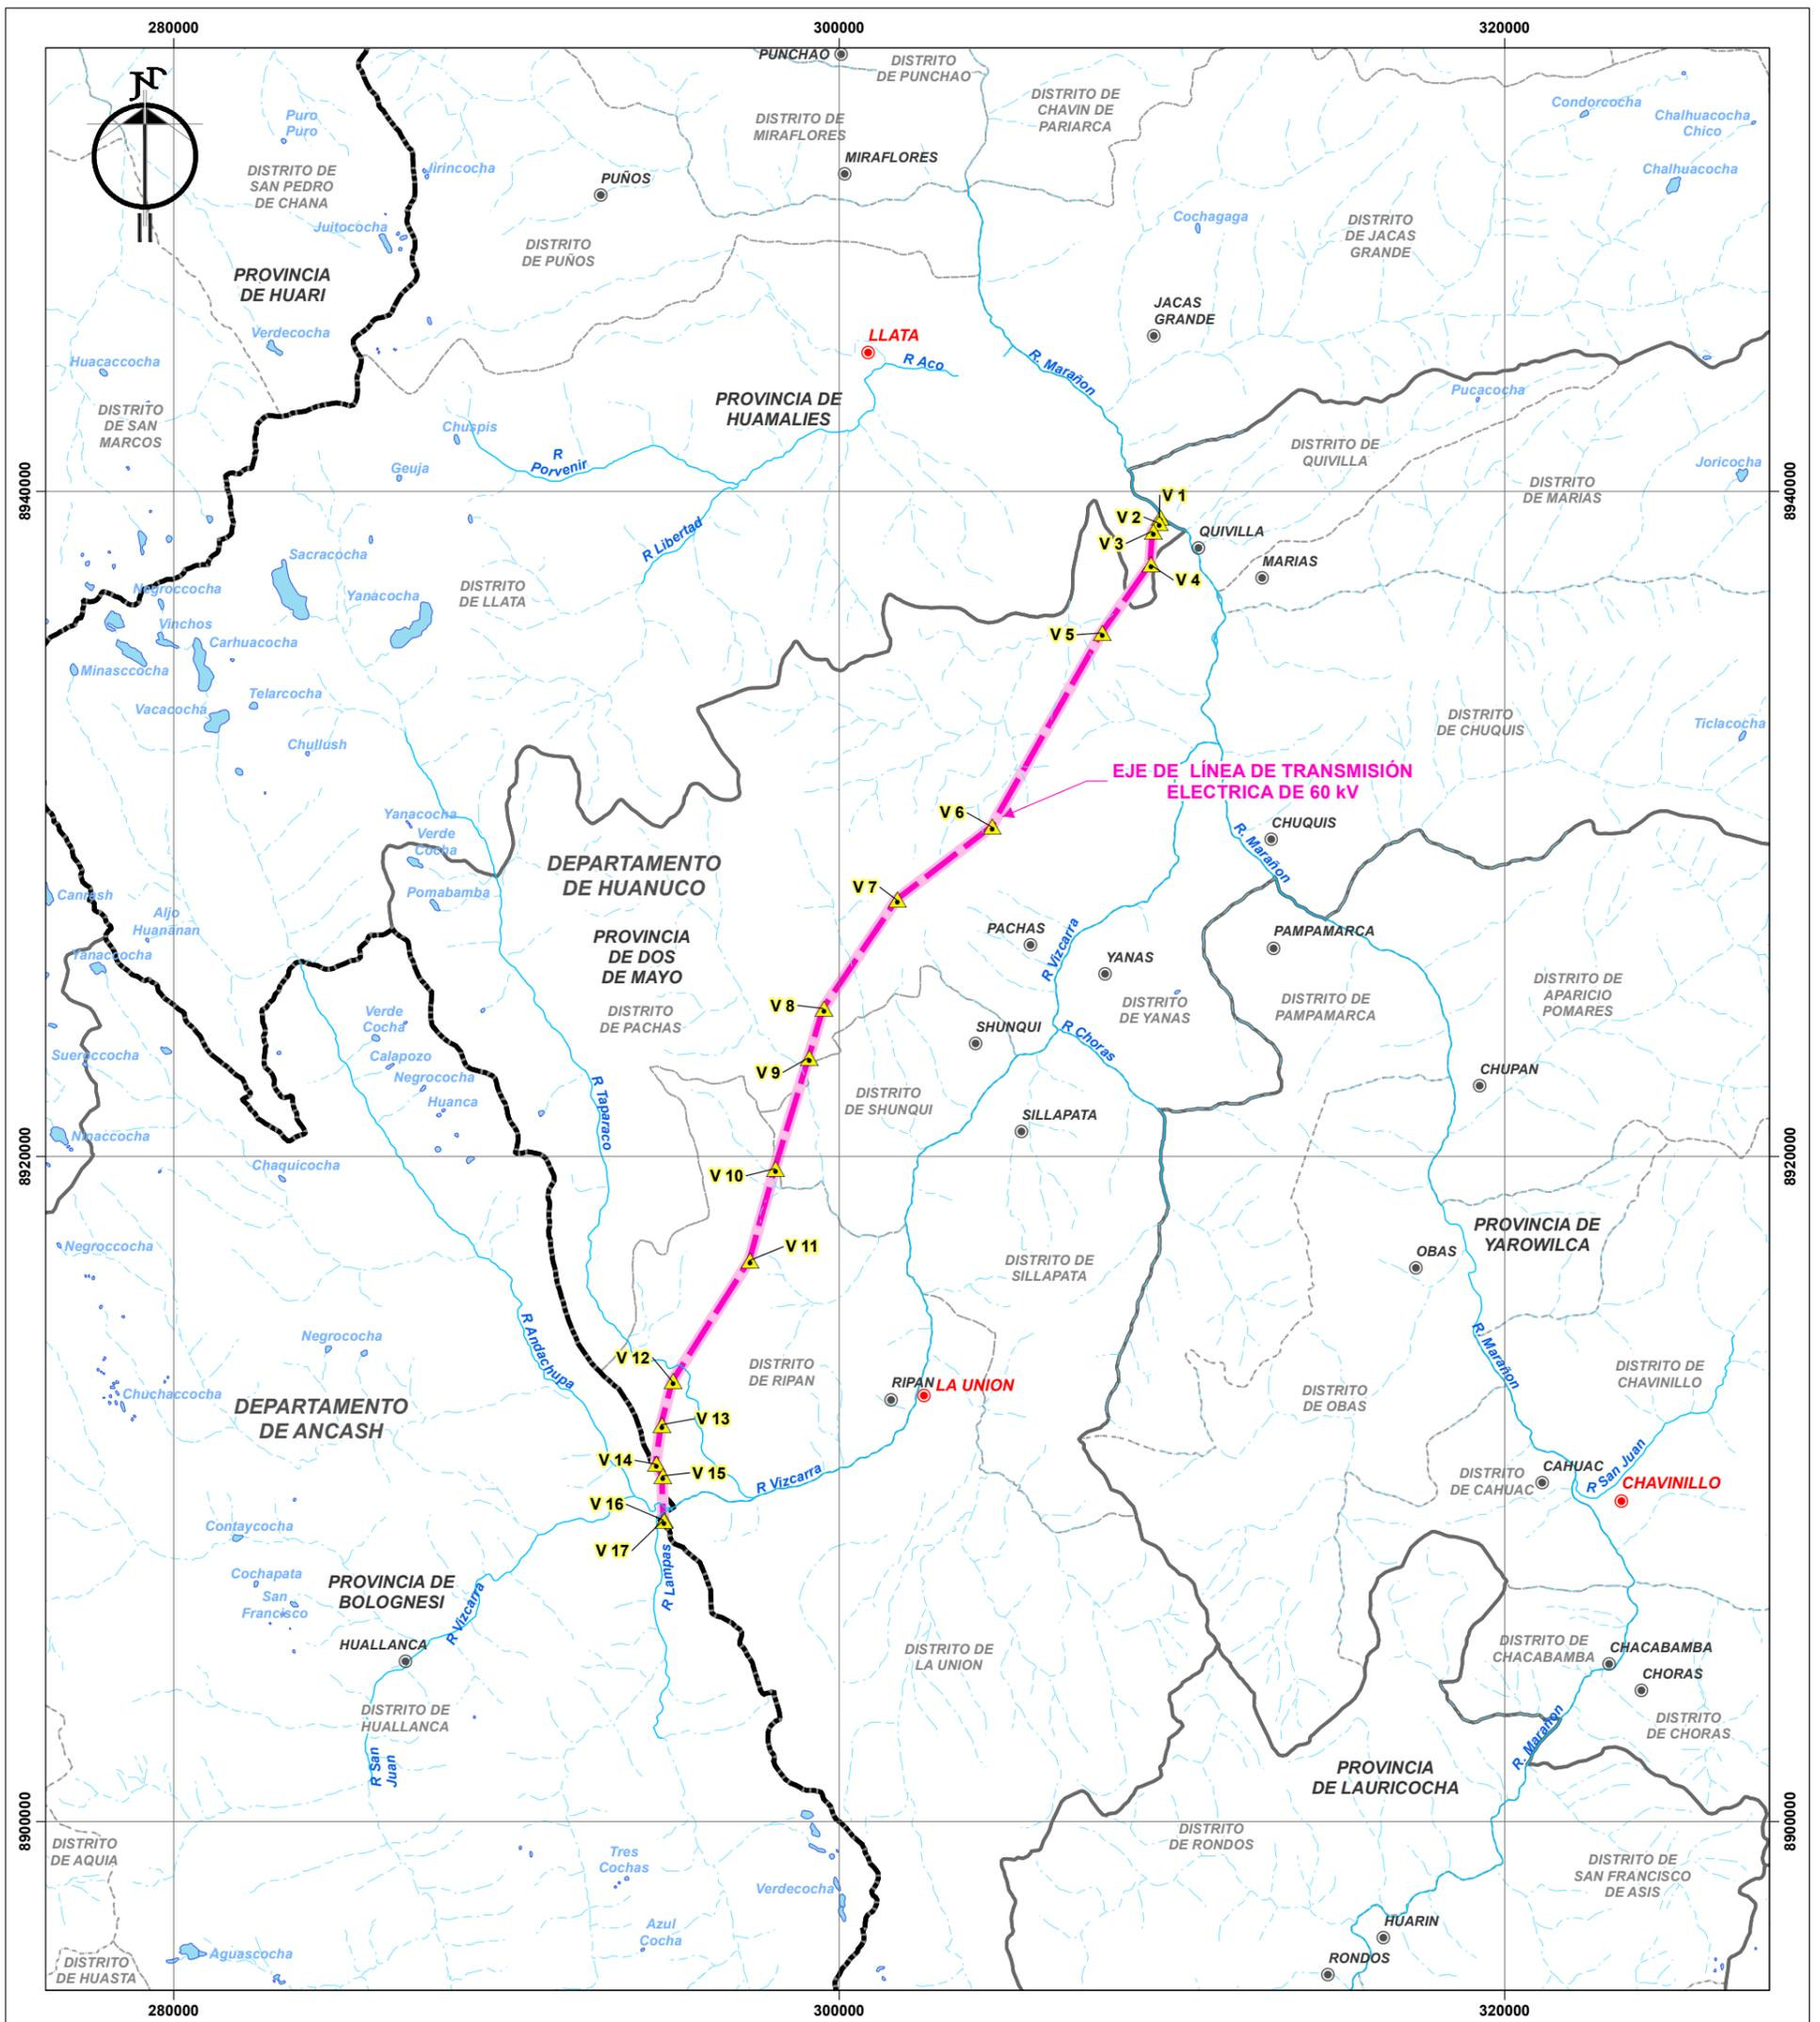 280000
300000
320000
PUNCHAO
DISTRITO
DE PUNCHAO
Puro
Puro
DISTRITO DE
CHAVIN DE
PARIARCA
Condorcocha
Chalhuacocha
Chico
DISTRITO DE
MIRAFLORES
MIRAFLORES
DISTRITO DE
SAN PEDRO
DE CHANA
Jirincocha
PUÑOS
Chalhuacocha
Juitococha
Cochagaga
DISTRITO
DE JACAS
GRANDE
DISTRITO
DE PUÑOS
PROVINCIA
DE HUARI
JACAS
GRANDE
Verdecocha
LLATA
Huacaccocha
R Aco
R. Marañon
PROVINCIA DE
HUAMALIES
Pucacocha
DISTRITO
DE SAN
MARCOS
Chuspis
DISTRITO DE
QUIVILLA
R
Porvenir
Geuja
Joricocha
8940000
DISTRITO
DE MARIAS
8940000
V 1
V 2
V 3
QUIVILLA
R Libertad
Sacracocha
MARIAS
V 4
Negroccocha
Yanacocha
DISTRITO
DE LLATA
Vinchos
Carhuacocha
V 5
Minasccocha
Telarcocha
Vacacocha
DISTRITO
DE CHUQUIS
Ticlacocha
Chullush
EJE DE LÍNEA DE TRANSMISIÓN
ELECTRICA DE 60 kV
Yanacocha
V 6
Verde
Cocha
CHUQUIS
R. Marañon
DEPARTAMENTO
DE HUANUCO
Canrash
Pomabamba
V 7
Aljo
Huanänan
PACHAS
PAMPAMARCA
PROVINCIA
DE DOS
DE MAYO
Yanaccocha
R Vizcarra
YANAS
DISTRITO DE
APARICIO
POMARES
V 8
DISTRITO
DE PACHAS
DISTRITO
DE YANAS
DISTRITO DE
PAMPAMARCA
Verde
Cocha
SHUNQUI
R Choras
Sueroccocha
Calapozo
V 9
Negrococha
CHUPAN
R Taparaco
Huanca
DISTRITO
DE SHUNQUI
SILLAPATA
Ninaccocha
8920000
Chaquicocha
V 10
8920000
PROVINCIA DE
YAROWILCA
Negroccocha
V 11
OBAS
DISTRITO DE
SILLAPATA
Negrococha
R Andachupa
R. Marañon
V 12
DISTRITO
DE RIPAN
DISTRITO DE
CHAVINILLO
RIPAN
LA UNION
Chuchaccocha
DEPARTAMENTO
DE ANCASH
DISTRITO
DE OBAS
V 13
V 14
V 15
R Vizcarra
CAHUAC
R San Juan
DISTRITO
DE CAHUAC
CHAVINILLO
V 16
Contaycocha
V 17
R Lampas
Cochapata
PROVINCIA DE
BOLOGNESI
San
Francisco
R Vizcarra
HUALLANCA
DISTRITO DE
LA UNION
DISTRITO DE
CHACABAMBA
CHACABAMBA
CHORAS
DISTRITO DE
HUALLANCA
DISTRITO
DE CHORAS
R. Marañon
R San
Juan
PROVINCIA
DE LAURICOCHA
8900000
8900000
DISTRITO
DE AQUIA
DISTRITO
DE RONDOS
Tres
Cochas
DISTRITO DE
SAN FRANCISCO
DE ASIS
Verdecocha
Azul
Cocha
HUARIN
Aguascocha
RONDOS
DISTRITO
DE HUASTA
280000
300000
320000